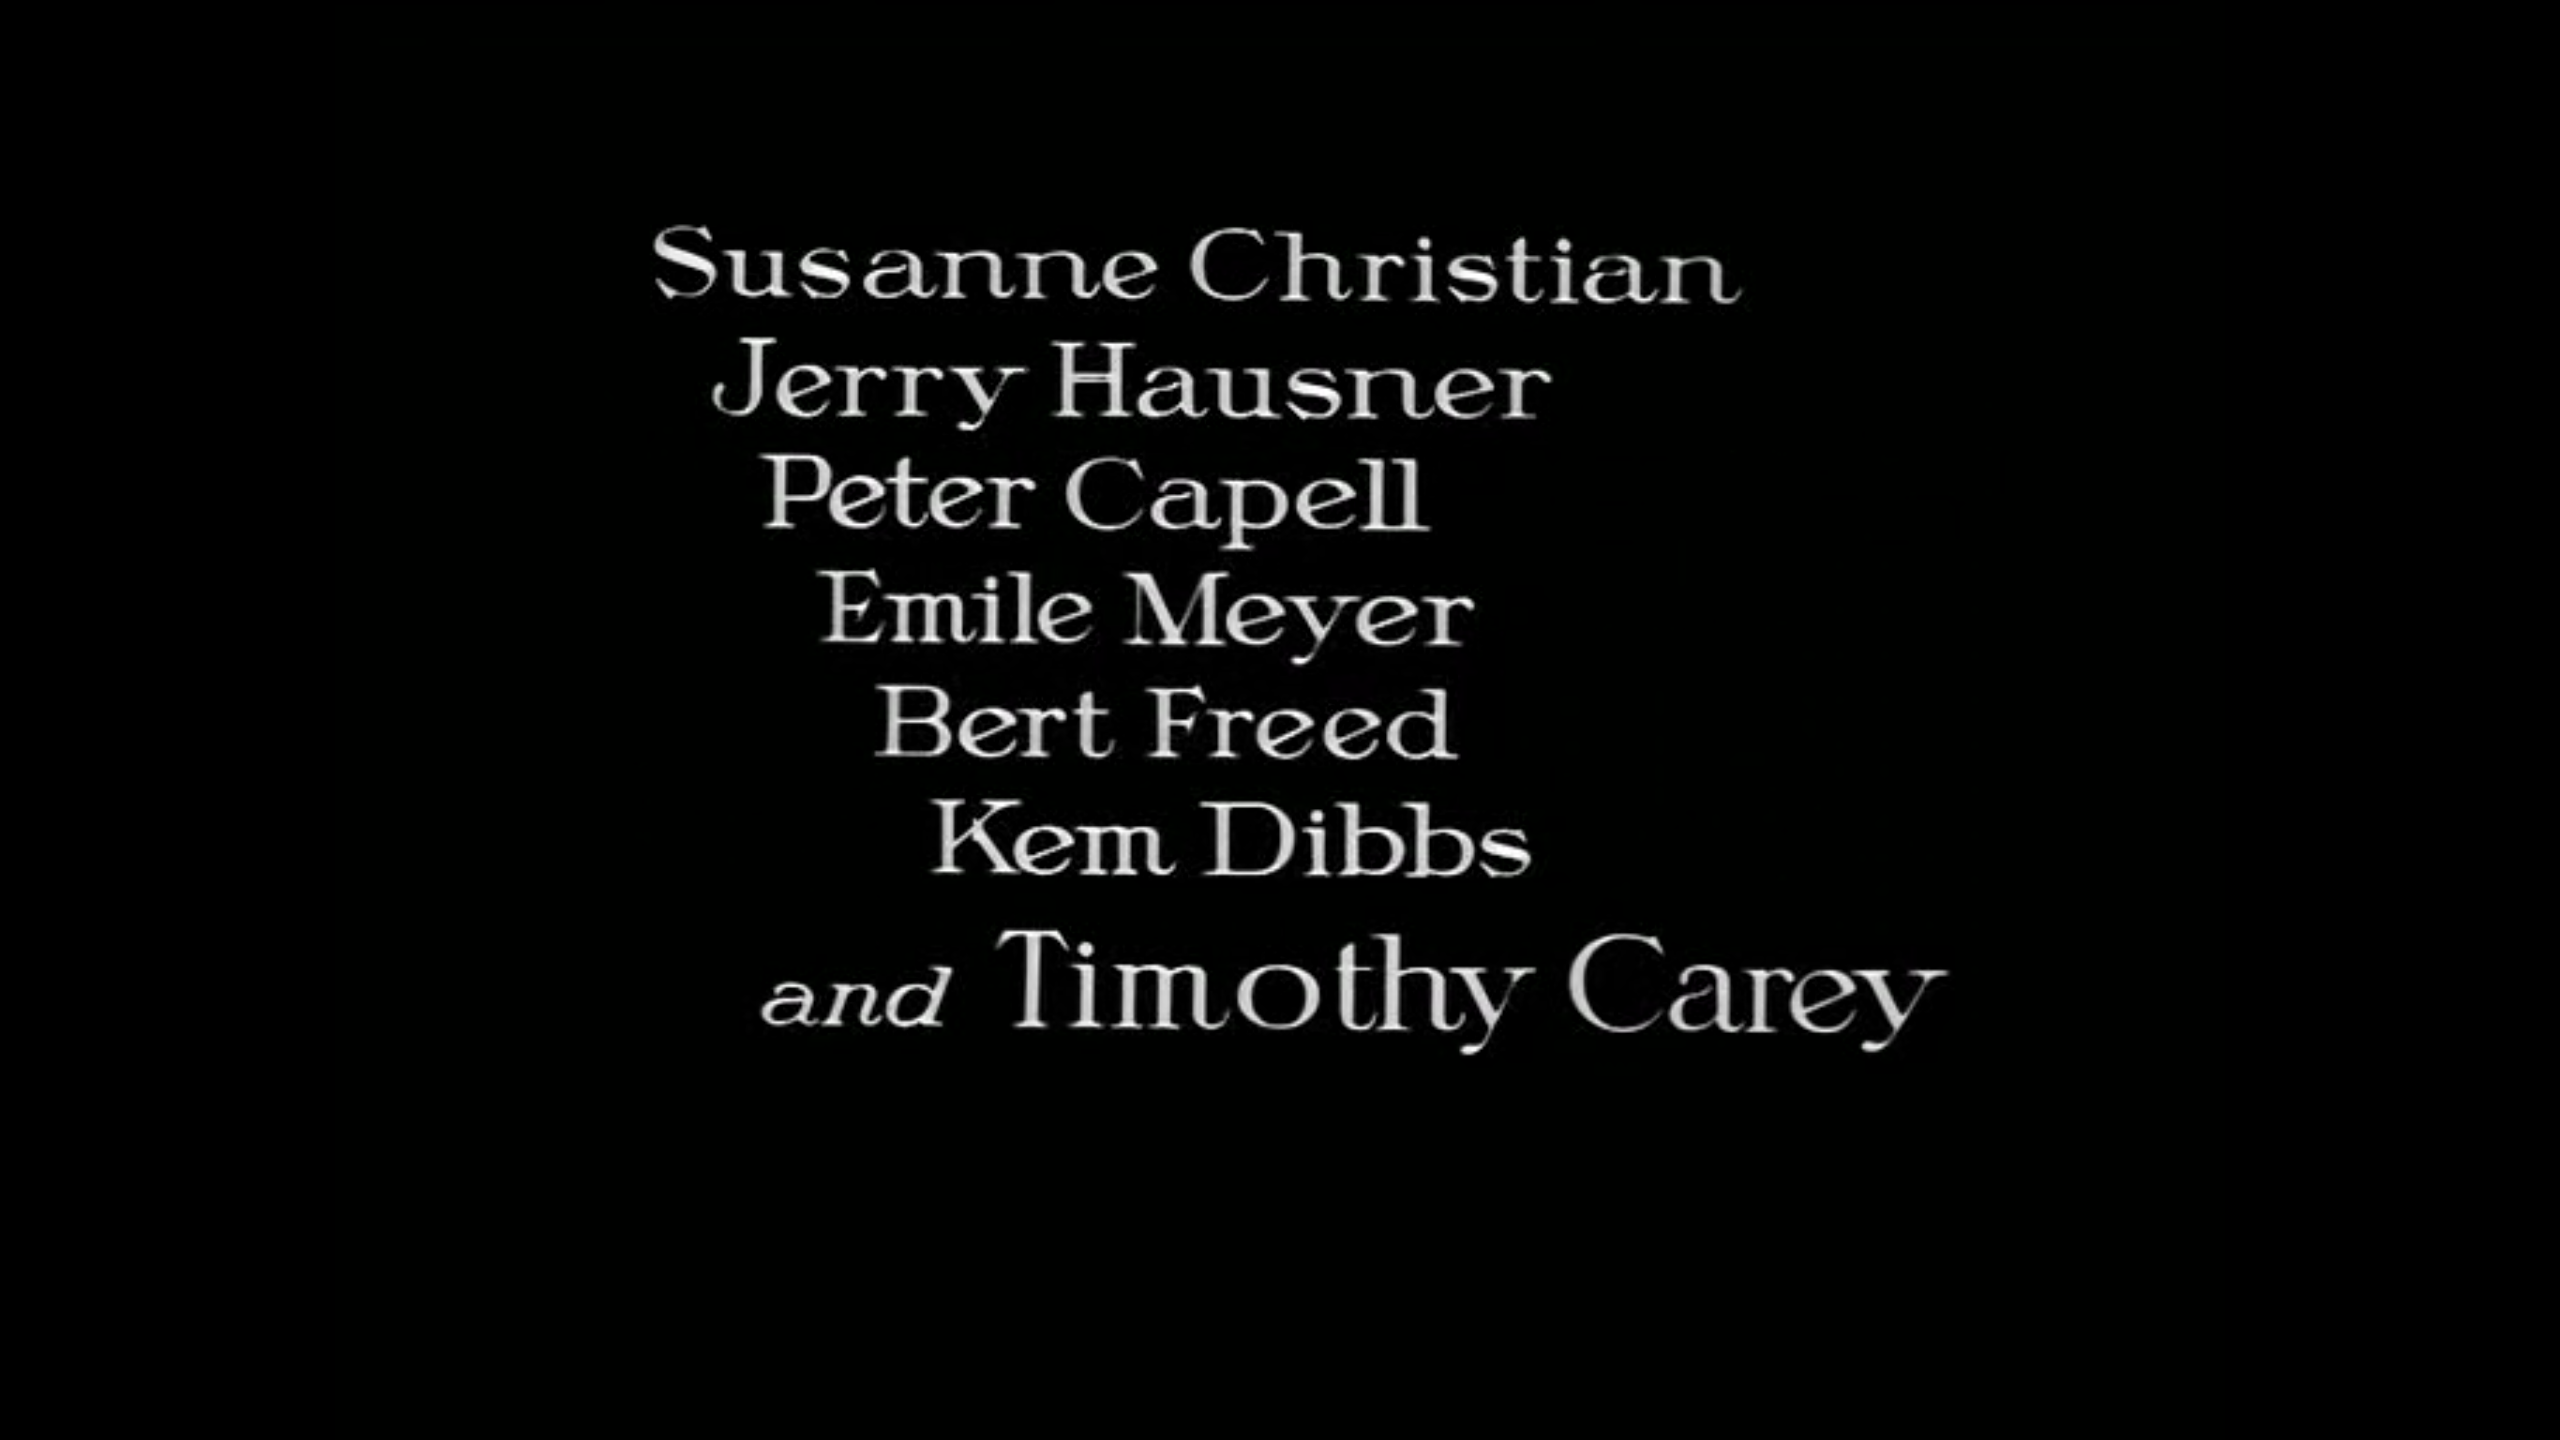 Susanne Christian
Jerry Hausner
Peter Capell
Emile Meyer
Bert Freed
Kem Dibbs
and Timothy Carey